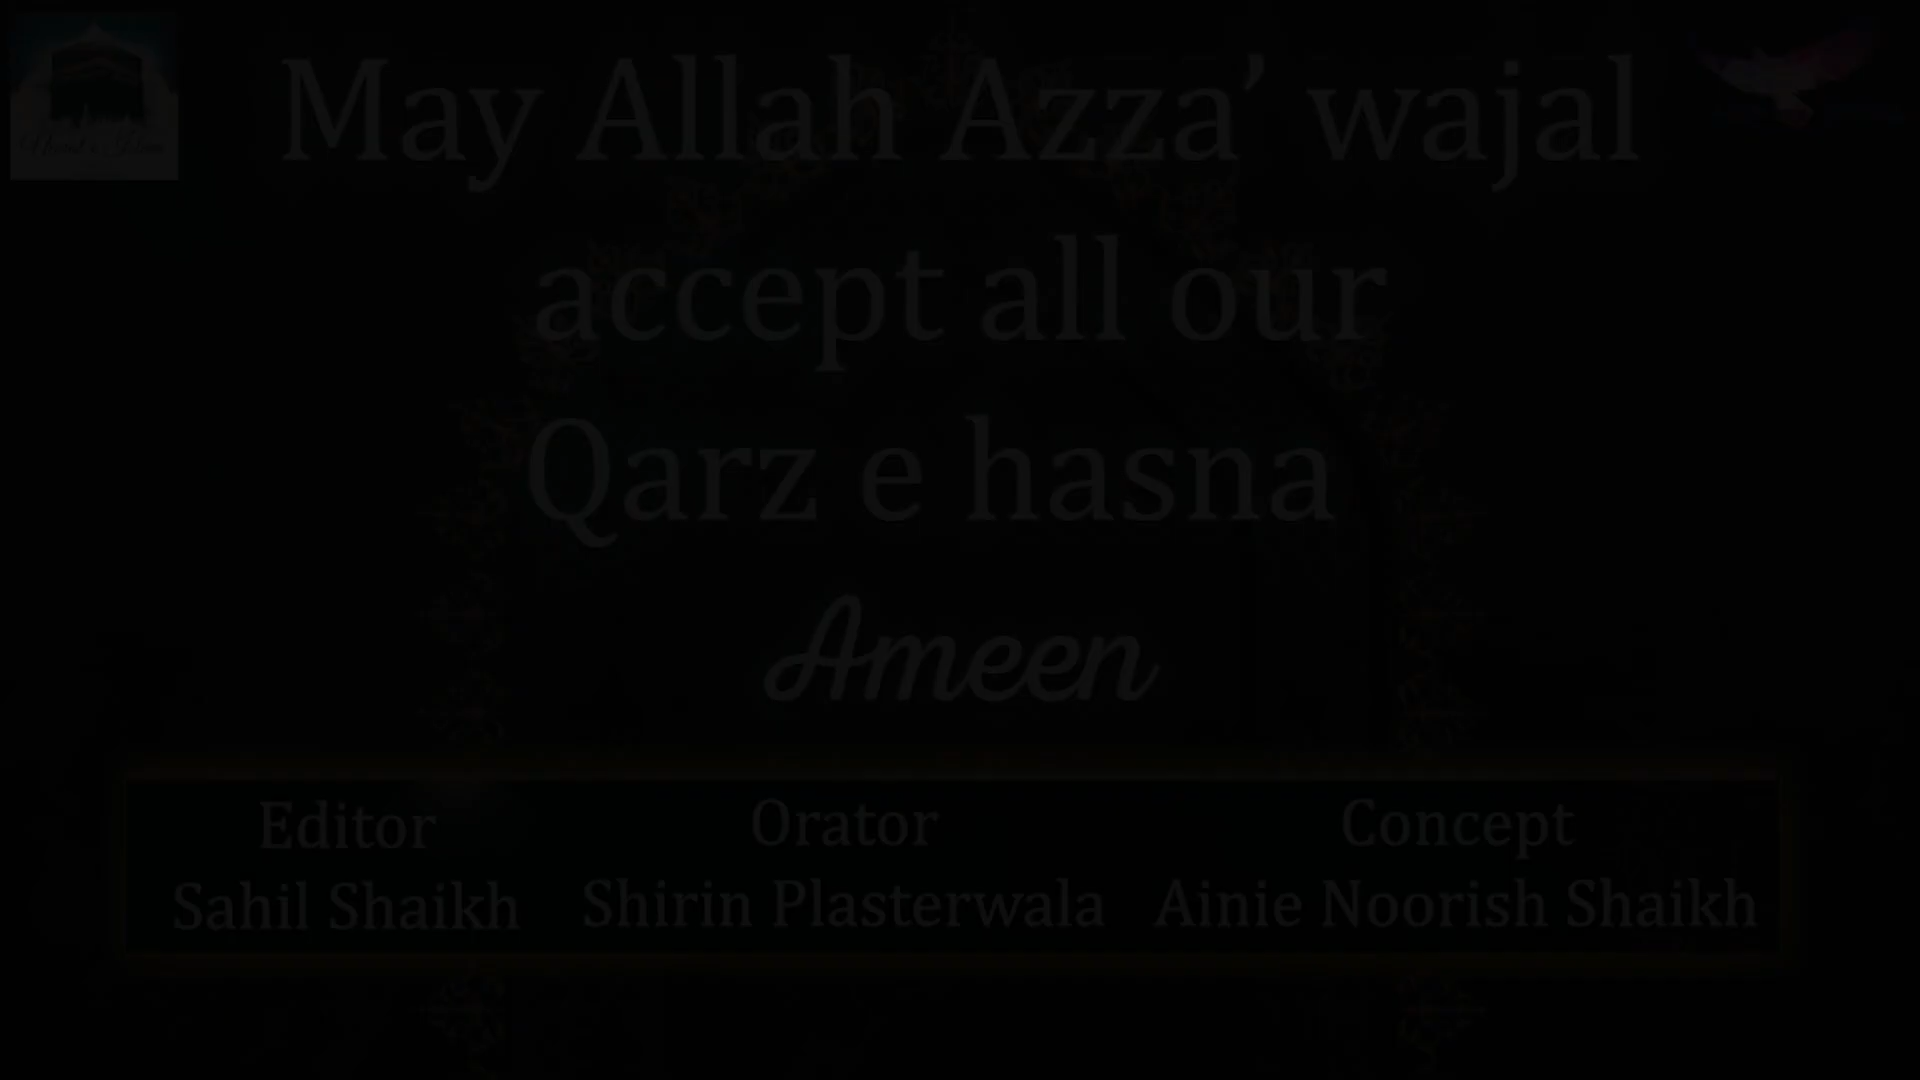 May Allah Azza’ wajal
accept all our
Qarz e hasna
Ameen
Editor
Orator
Concept
Sahil Shaikh
Shirin Plasterwala
Ainie Noorish Shaikh